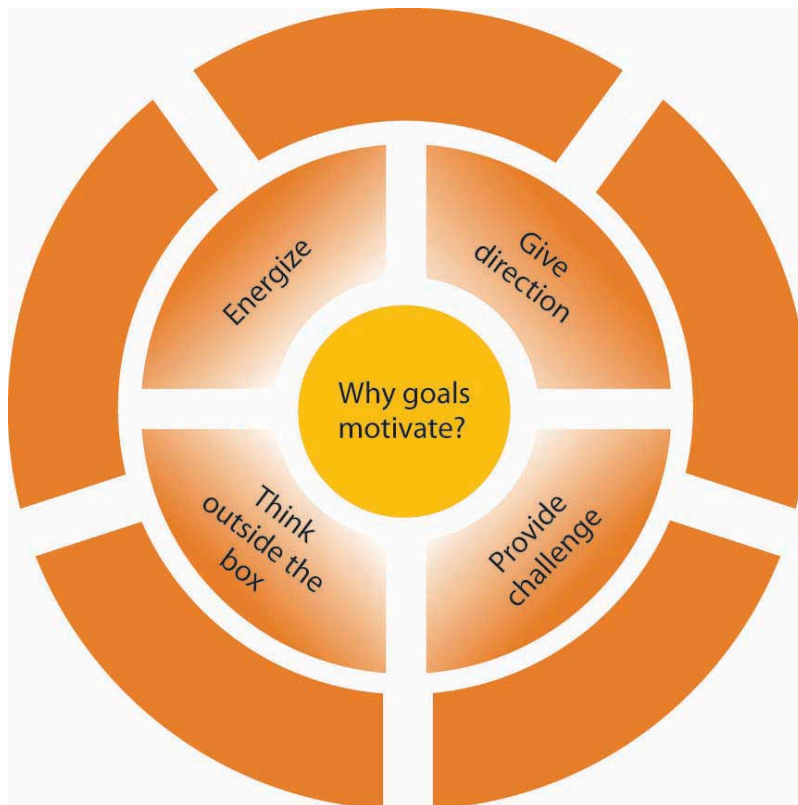 Energize
Give
direction
Why goals
motivate?
Think
outside the
box
Provide
challenge